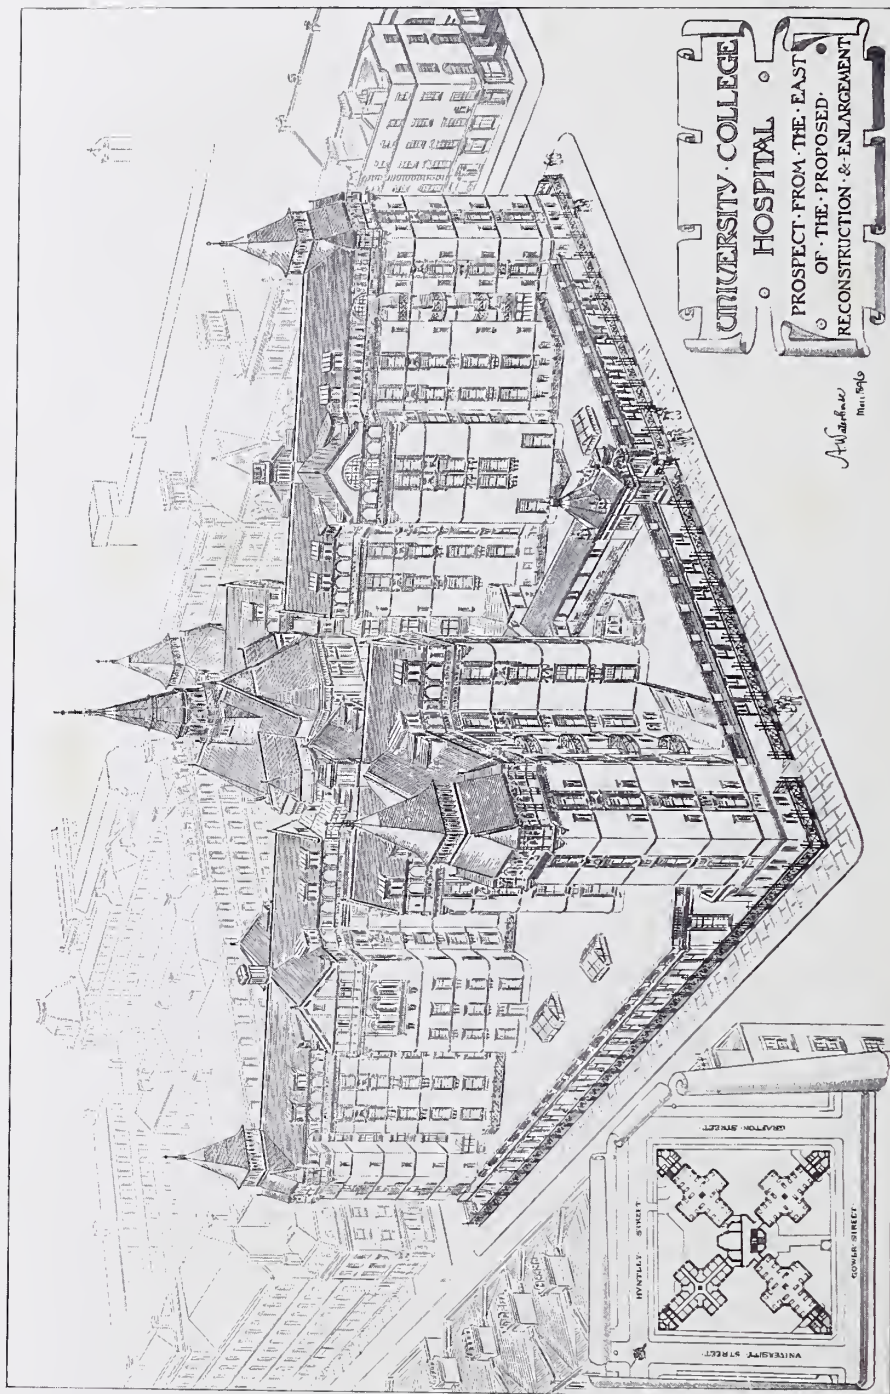 UNIVERSITY · COLLEGE
HOSPITAL
PROSPECT · FROM · THE · EAST
OF · THE · PROPOSED ·
RECONSTRUCTION · & · ENLARGEMENT
A. Waterhouse
HVNTLEY STREET
UNIVERSITY STREET
GRAFTON · STREET
GOWER · STREET